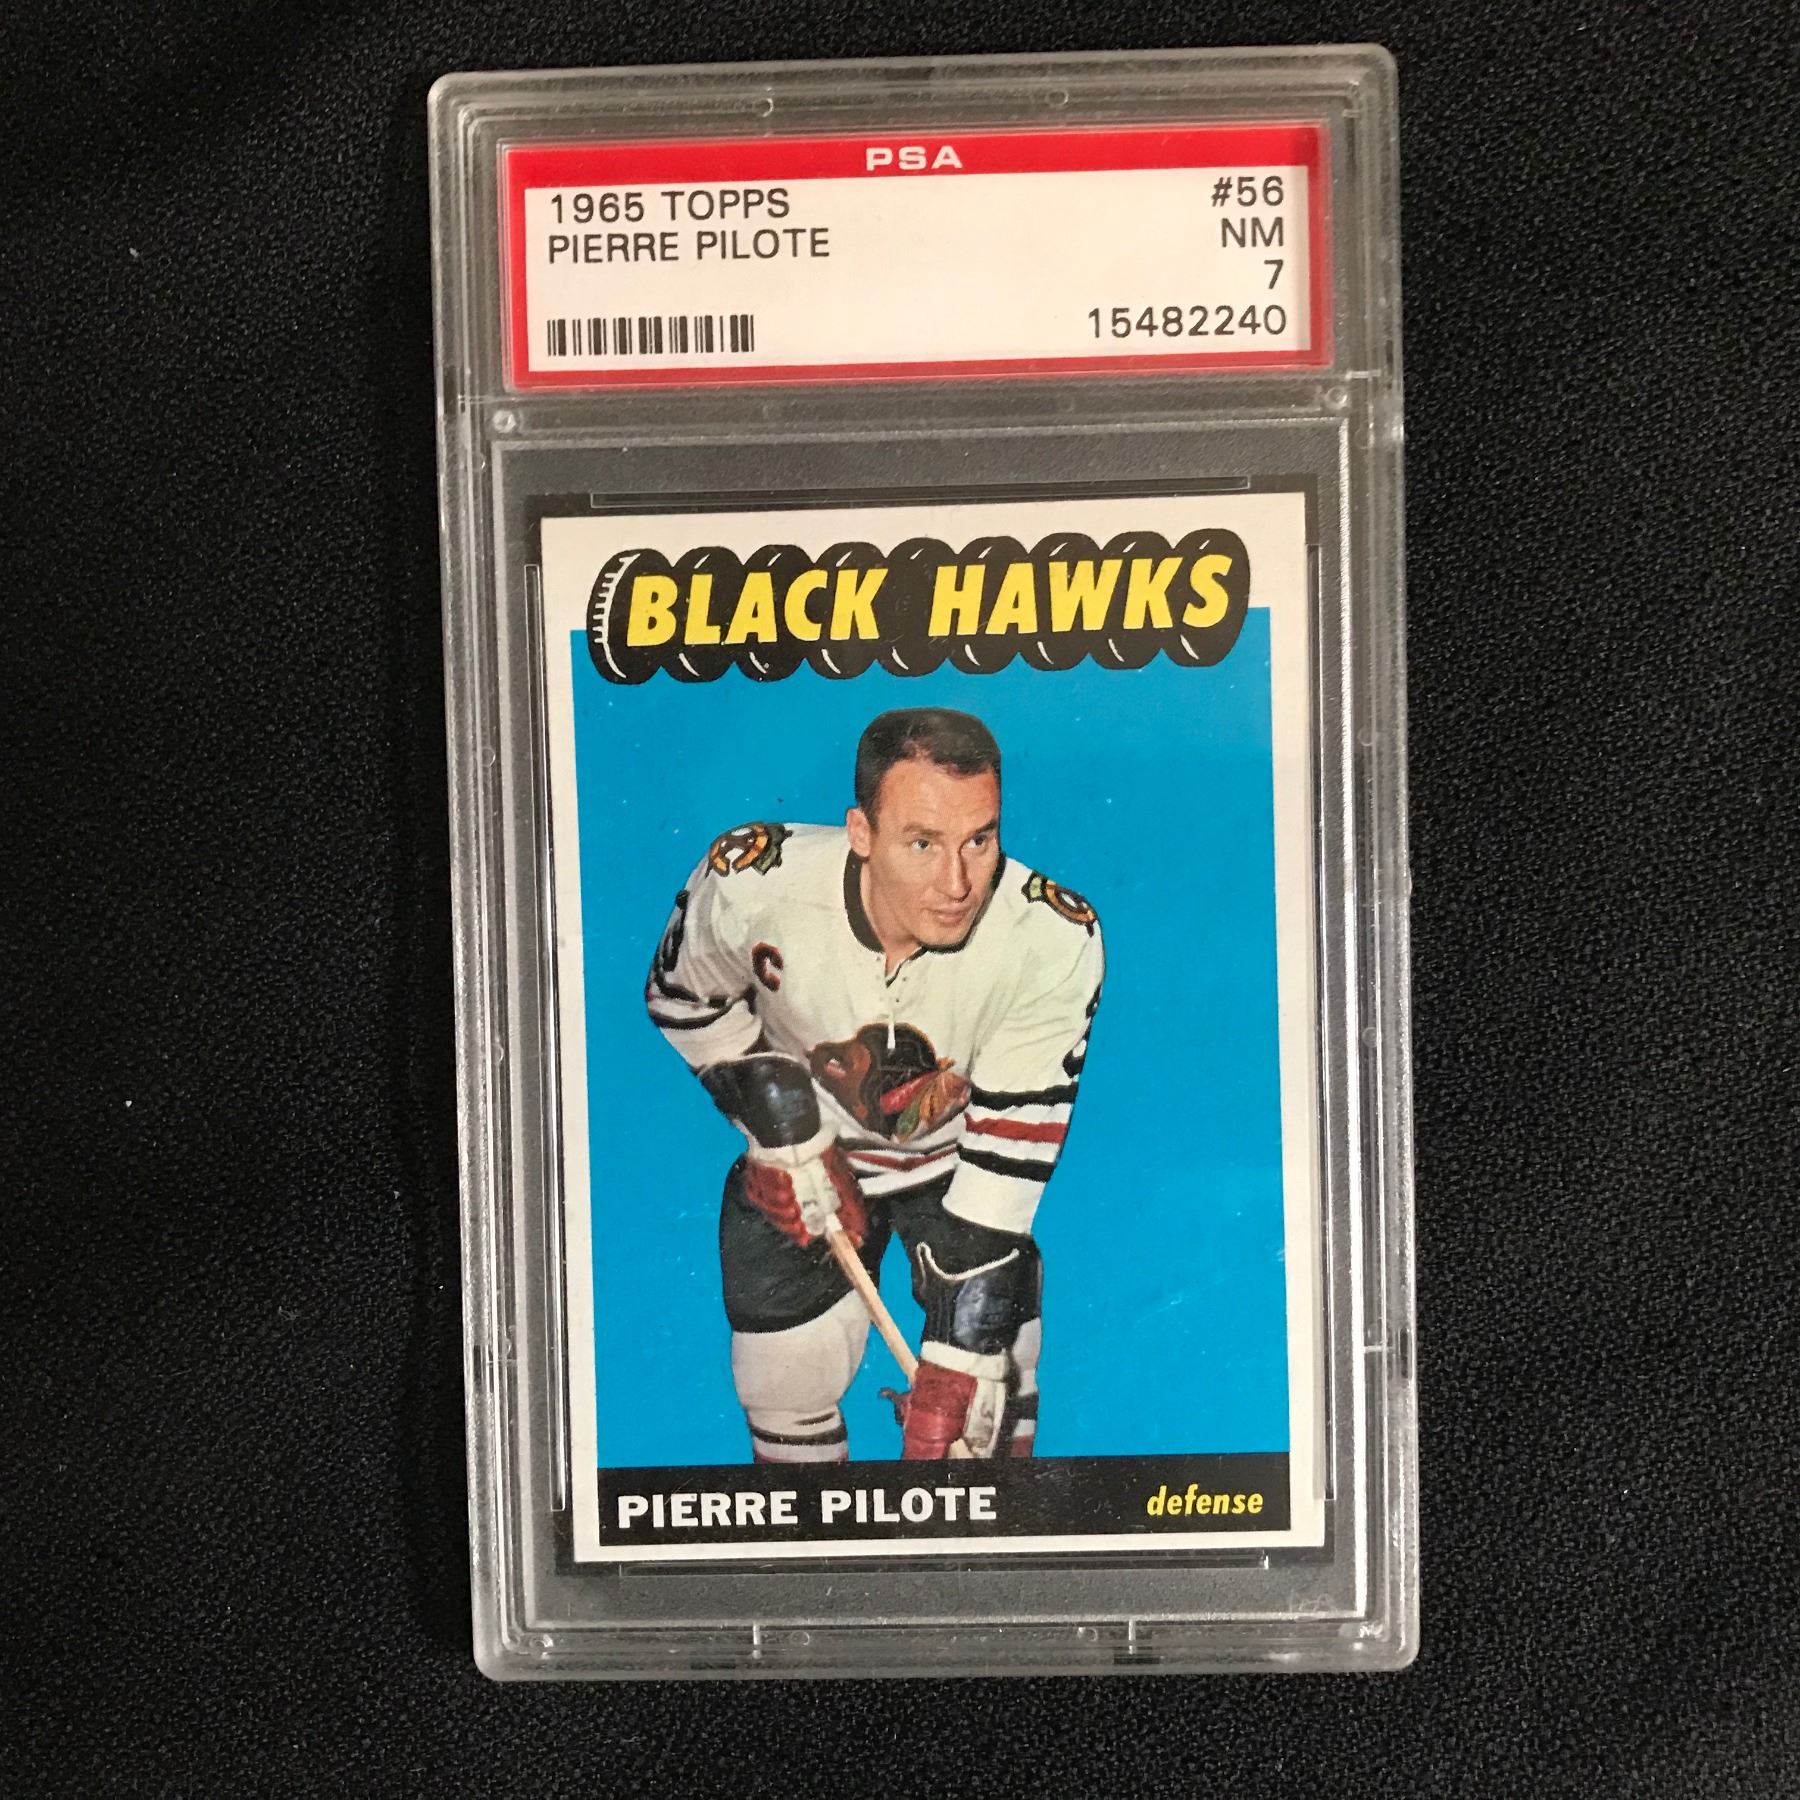 PSA
1965 TOPPS #56
PIERRE PILOTE NM
7
15482240
BLACK HAWKS
C
PIERRE PILOTE defense